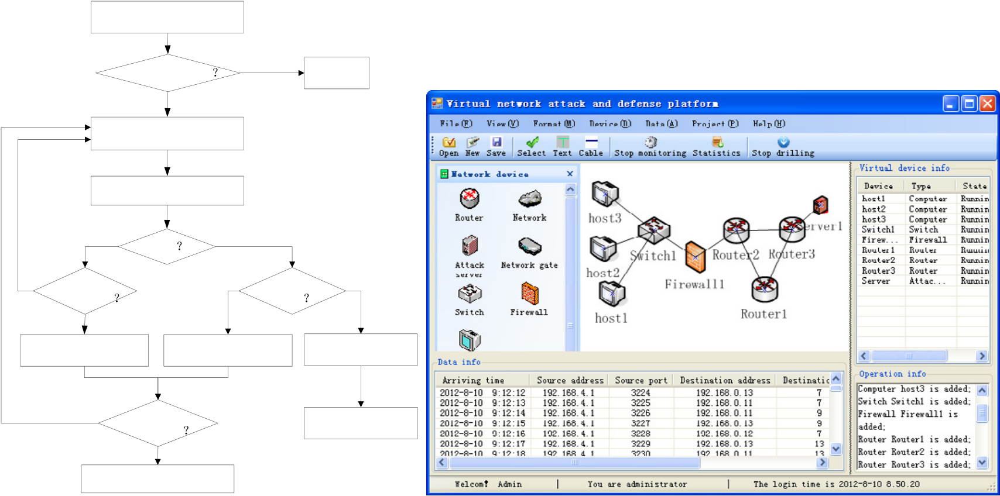 ?
?
?
?
?
Virtual network attack and defense platform
File(F) View(V) Format(M) Device(D) Data(A) Project(P) Help(H)
Open New Save Select Text Cable Stop monitoring Statistics Stop drilling
Network device
Router Network
Attack server Network gate
Switch Firewall
host3
host2
host1
Switch1
Firewall1
Router2
Router3
Router1
Server1
Virtual device info
Device Type State
host1 Computer Runnin
host2 Computer Runnin
host3 Computer Runnin
Switch1 Switch Runnin
Firew... Firewall Runnin
Router1 Router Runnin
Router2 Router Runnin
Router3 Router Runnin
Server Attac... Runnin
Data info
Arriving time Source address Source port Destination address Destinatic
2012-8-10 9:12:12 192.168.4.1 3224 192.168.0.13 7
2012-8-10 9:12:13 192.168.4.1 3225 192.168.0.11 7
2012-8-10 9:12:14 192.168.4.1 3226 192.168.0.11 9
2012-8-10 9:12:15 192.168.4.1 3227 192.168.0.13 9
2012-8-10 9:12:16 192.168.4.1 3228 192.168.0.12 7
2012-8-10 9:12:17 192.168.4.1 3229 192.168.0.13 13
2012-8-10 9:12:18 192.168.4.1 3230 192.168.0.11 13
Operation info
Computer host3 is added;
Switch Switch1 is added;
Firewall Firewall1 is
added;
Router Router1 is added;
Router Router2 is added;
Router Router3 is added;
Welcom! Admin | You are administrator | The login time is 2012-8-10 8.50.20